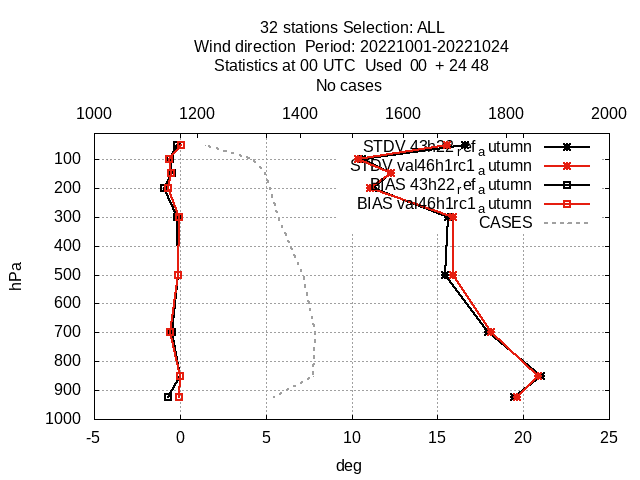 32 stations Selection: ALL
Wind direction  Period: 20221001-20221024
Statistics at 00 UTC  Used  00  + 24 48
No cases
1000 1200 1400 1600 1800 2000
STDV 43h22_ref_autumn
STDV val46h1rc1_autumn
BIAS 43h22_ref_autumn
BIAS val46h1rc1_autumn
CASES
100
200
300
400
500
600
700
800
900
1000
hPa
-5 0 5 10 15 20 25
deg